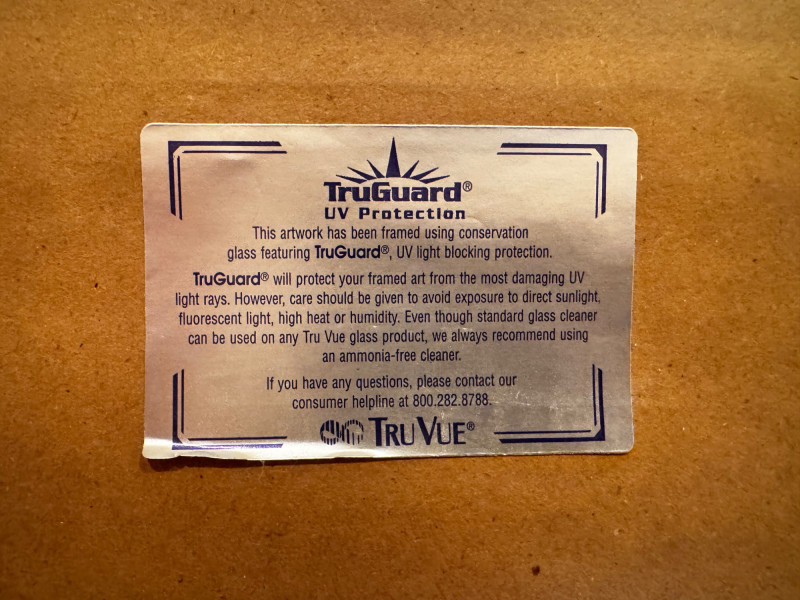 TruGuard®
UV Protection
This artwork has been framed using conservation
glass featuring TruGuard®, UV light blocking protection.
TruGuard® will protect your framed art from the most damaging UV
light rays. However, care should be given to avoid exposure to direct sunlight,
fluorescent light, high heat or humidity. Even though standard glass cleaner
can be used on any Tru Vue glass product, we always recommend using
an ammonia-free cleaner.
If you have any questions, please contact our
consumer helpline at 800.282.8788.
TRU VUE®